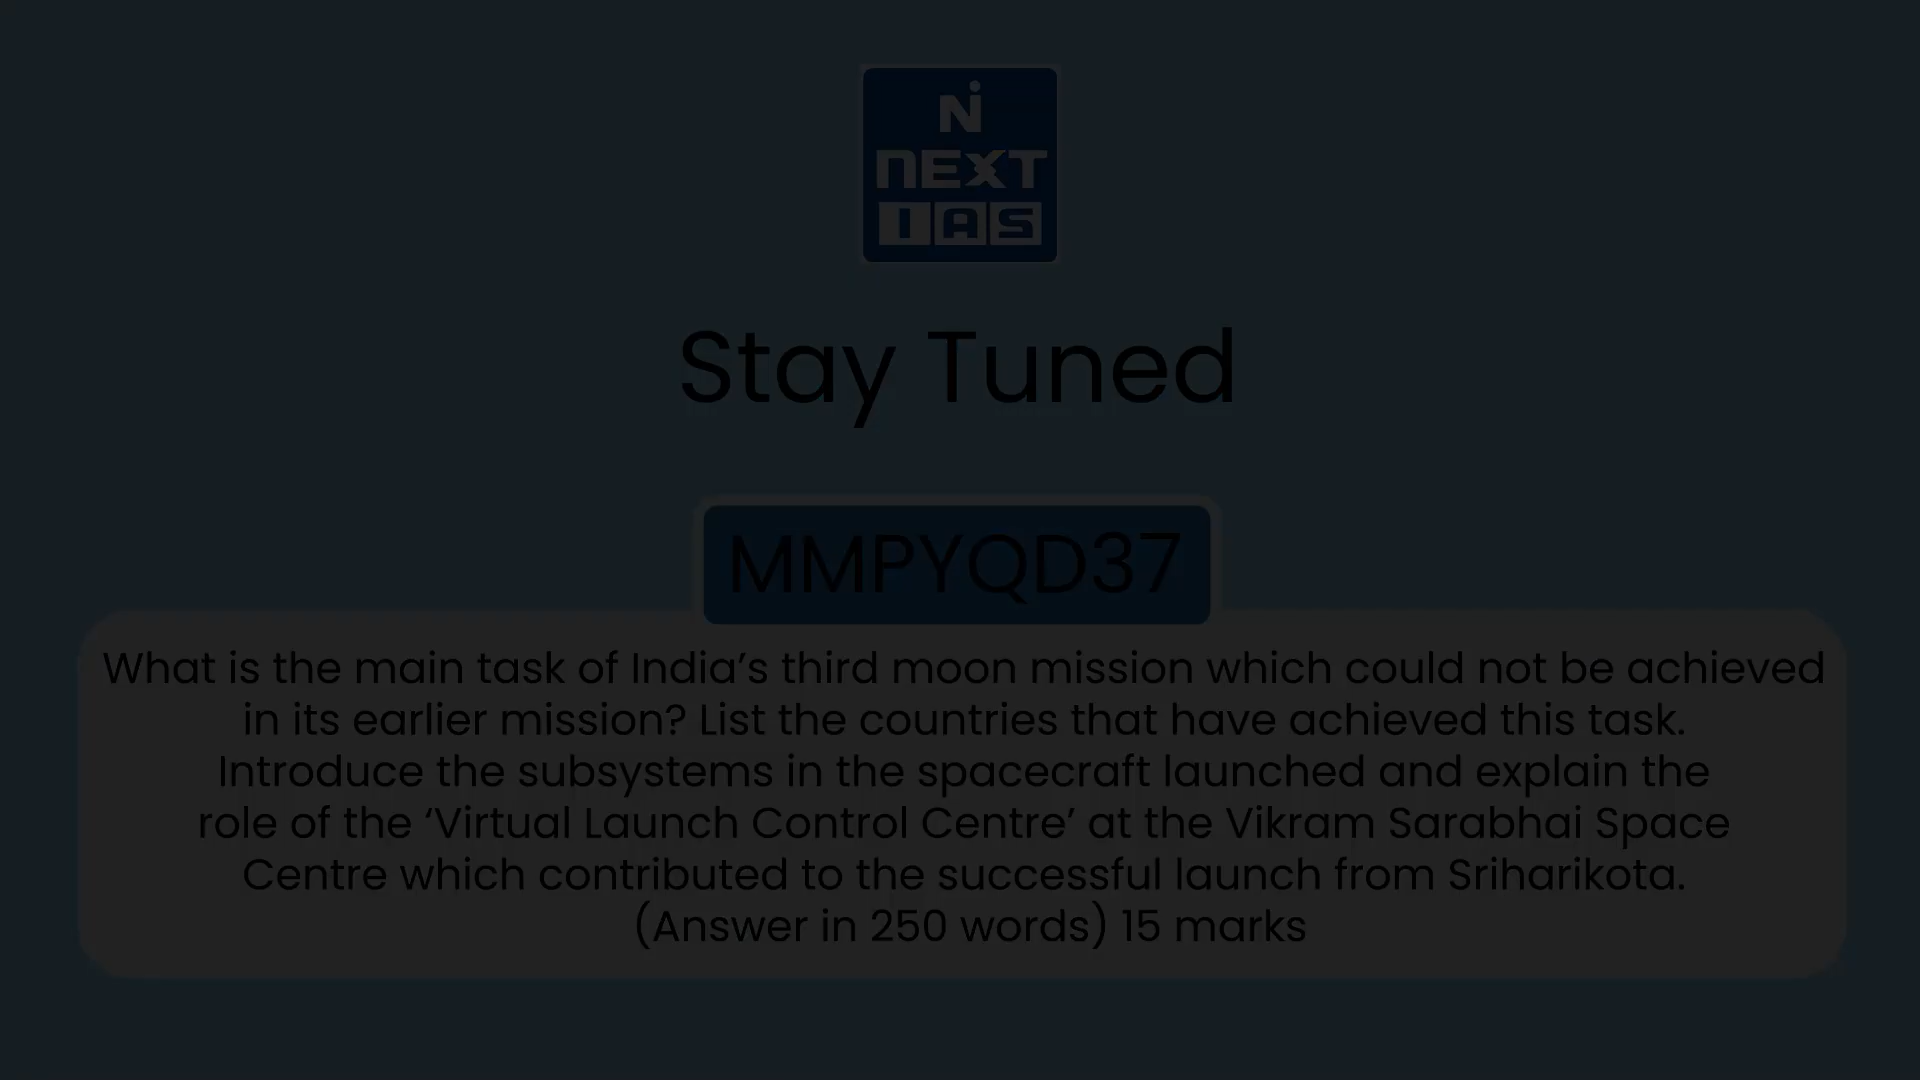 Ni
NEXT
IAS
Stay Tuned
MMPYQD37
What is the main task of India’s third moon mission which could not be achieved
in its earlier mission? List the countries that have achieved this task.
Introduce the subsystems in the spacecraft launched and explain the
role of the ‘Virtual Launch Control Centre’ at the Vikram Sarabhai Space
Centre which contributed to the successful launch from Sriharikota.
(Answer in 250 words) 15 marks